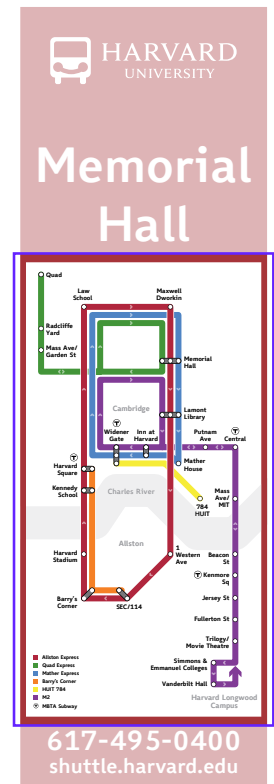 HARVARD
UNIVERSITY
Memorial
Hall
Quad
Law
School
Maxwell
Dworkin
Radcliffe
Yard
Mass Ave/
Garden St
Memorial
Hall
Cambridge
Lamont
Library
T
Widener
Gate
Inn at
Harvard
Putnam
Ave
T
Central
T
Harvard
Square
Mather
House
Kennedy
School
Charles River
784
HUIT
Mass
Ave/
MIT
Allston
Harvard
Stadium
1
Western
Ave
Beacon
St
T Kenmore
Sq
Barry's
Corner
SEC/114
Jersey St
Fullerton St
Trilogy/
Movie Theatre
Simmons &
Emmanuel Colleges
Vanderbilt Hall
Harvard Longwood
Campus
Allston Express
Quad Express
Mather Express
Barry's Corner
HUIT 784
M2
T MBTA Subway
617-495-0400
shuttle.harvard.edu